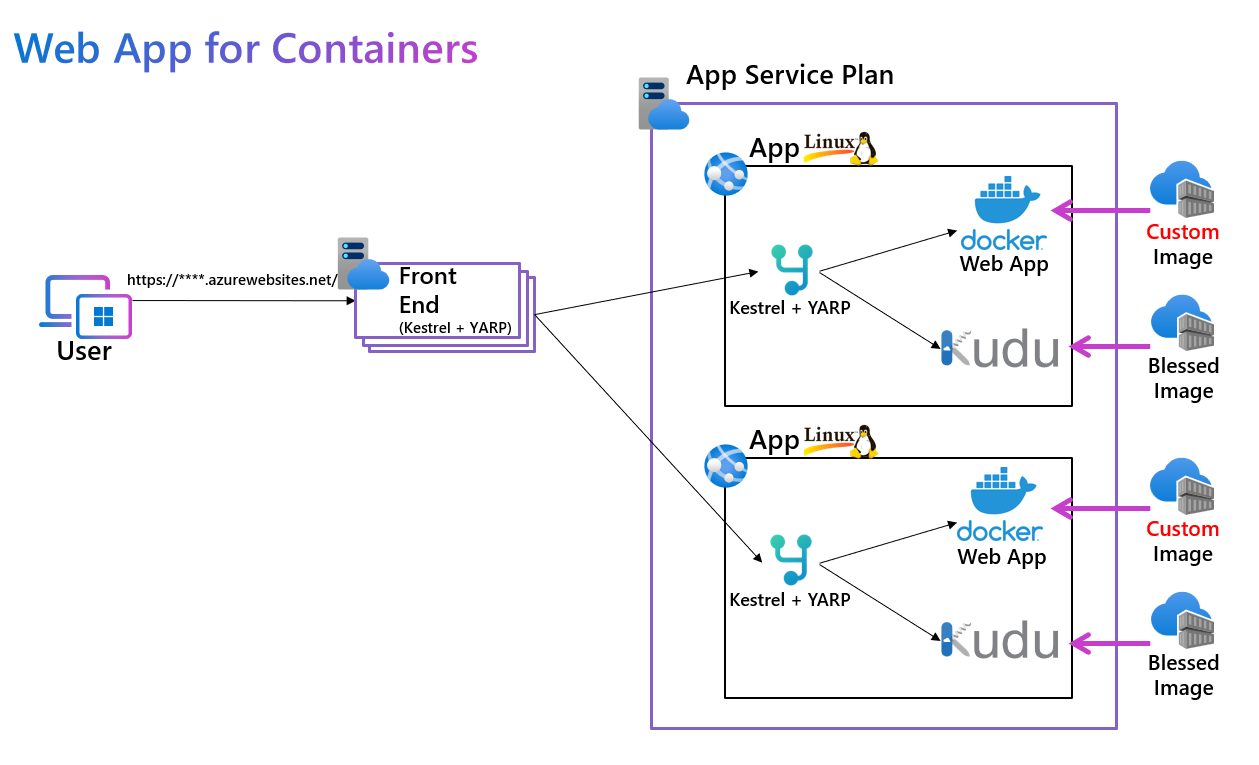 Web App for Containers
App Service Plan
App Linux
docker
Web App
Custom
Image
https://****.azurewebsites.net/
Front
End
(Kestrel + YARP)
User
Kestrel + YARP
Kudu
Blessed
Image
App Linux
docker
Web App
Custom
Image
Kestrel + YARP
Kudu
Blessed
Image